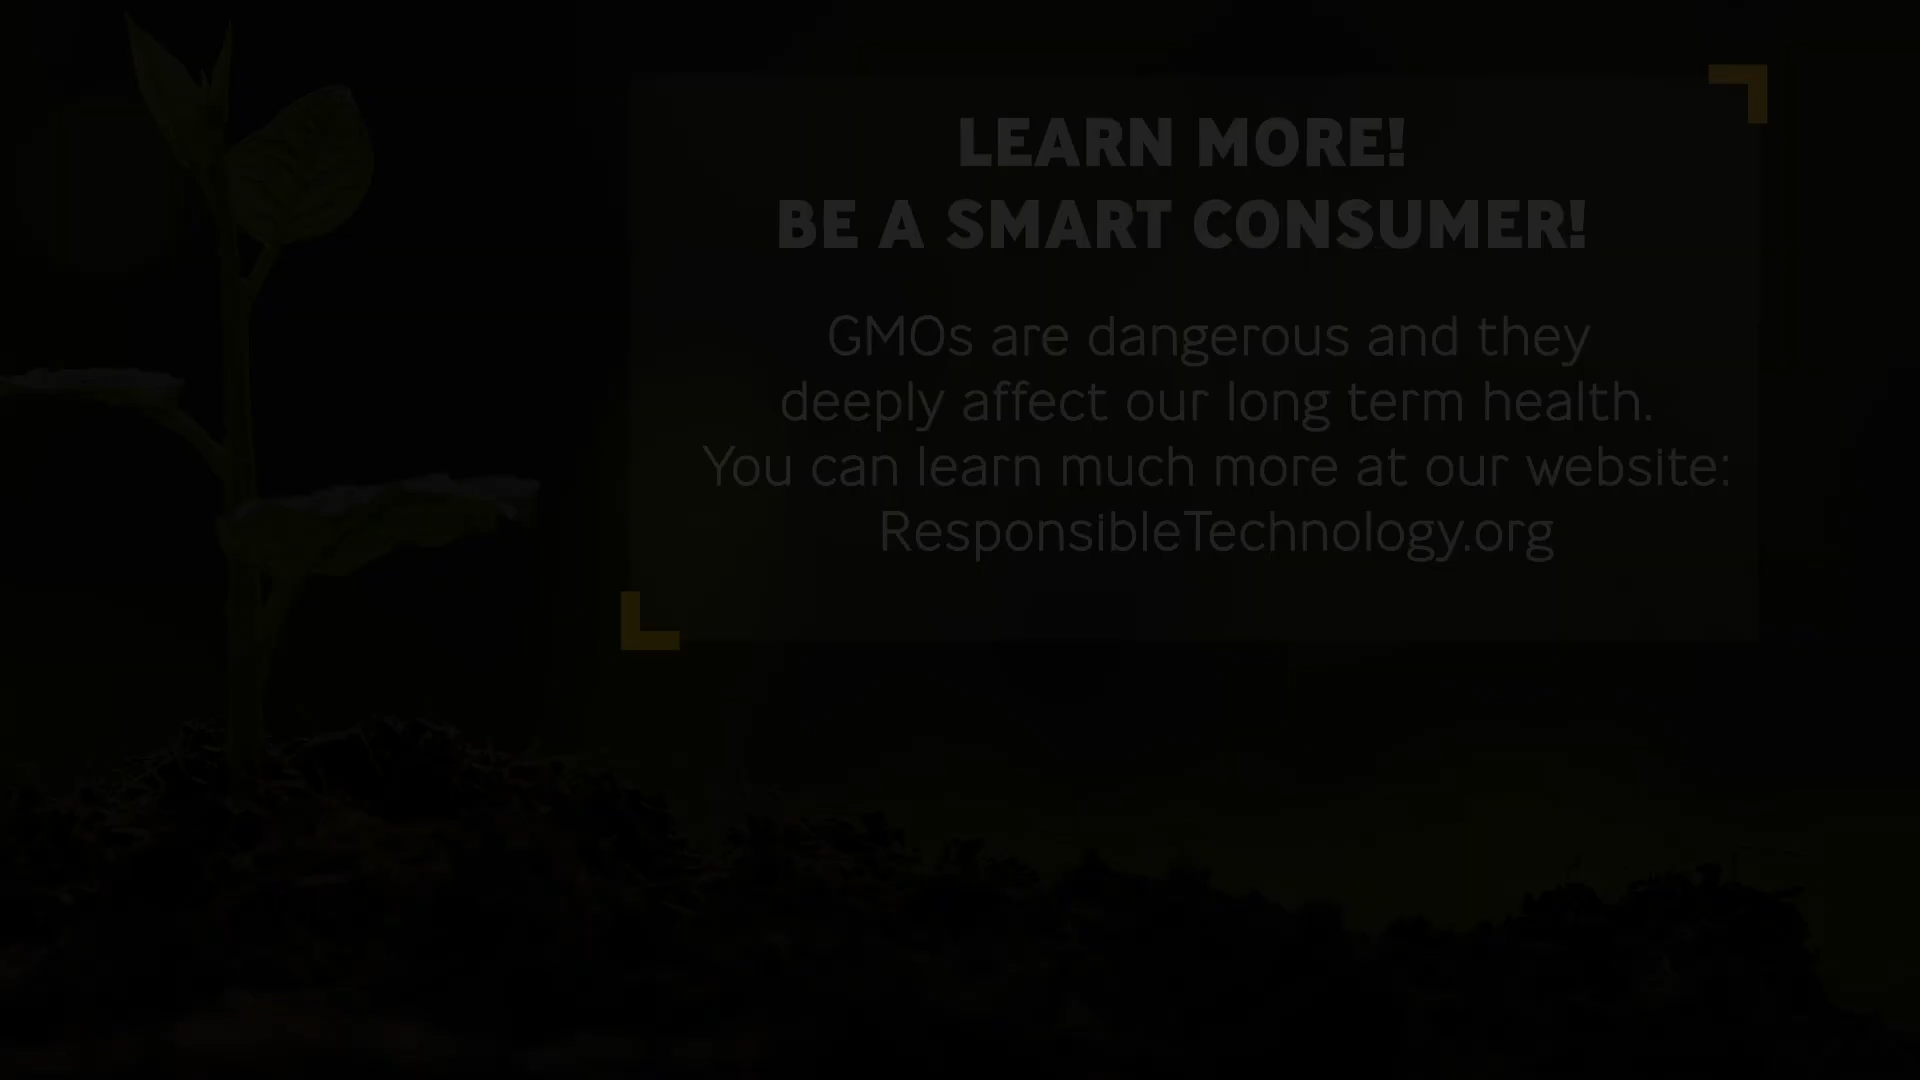 LEARN MORE!
BE A SMART CONSUMER!
GMOs are dangerous and they
deeply affect our long term health.
You can learn much more at our website:
ResponsibleTechnology.org